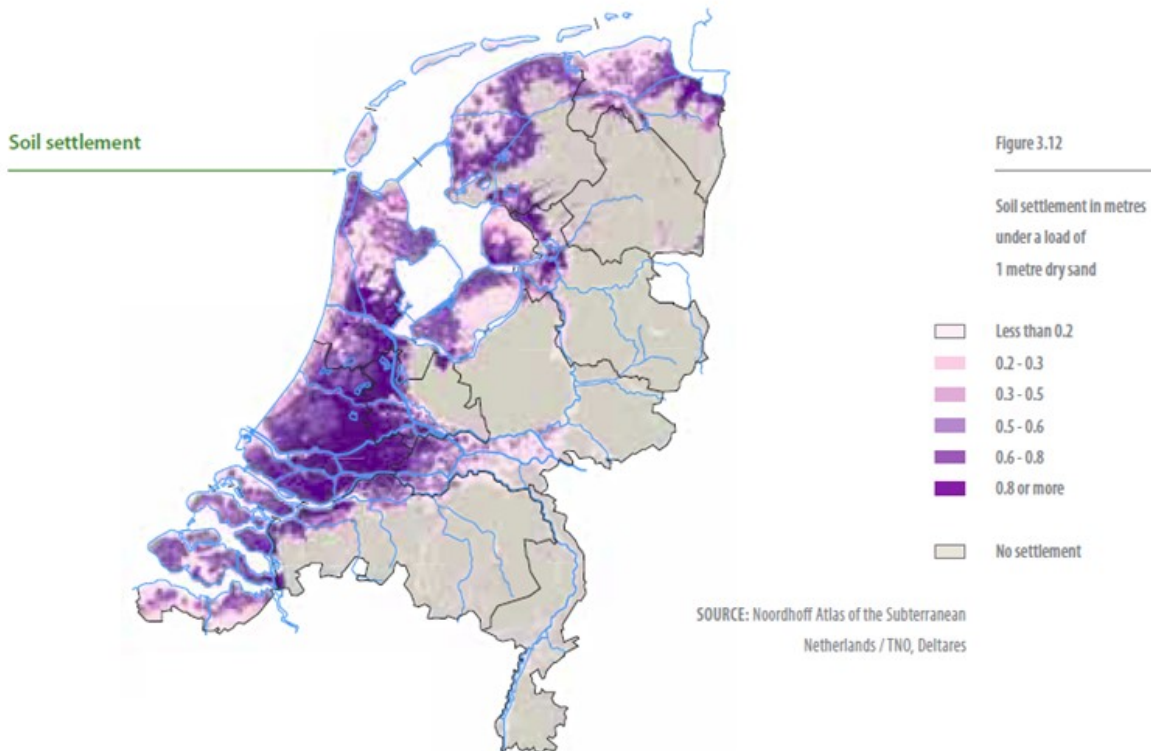 Soil settlement
Figure 3.12
Soil settlement in metres
under a load of
1 metre dry sand
Less than 0.2
0.2 - 0.3
0.3 - 0.5
0.5 - 0.6
0.6 - 0.8
0.8 or more
No settlement
SOURCE: Noordhoff Atlas of the Subterranean
Netherlands / TNO, Deltares